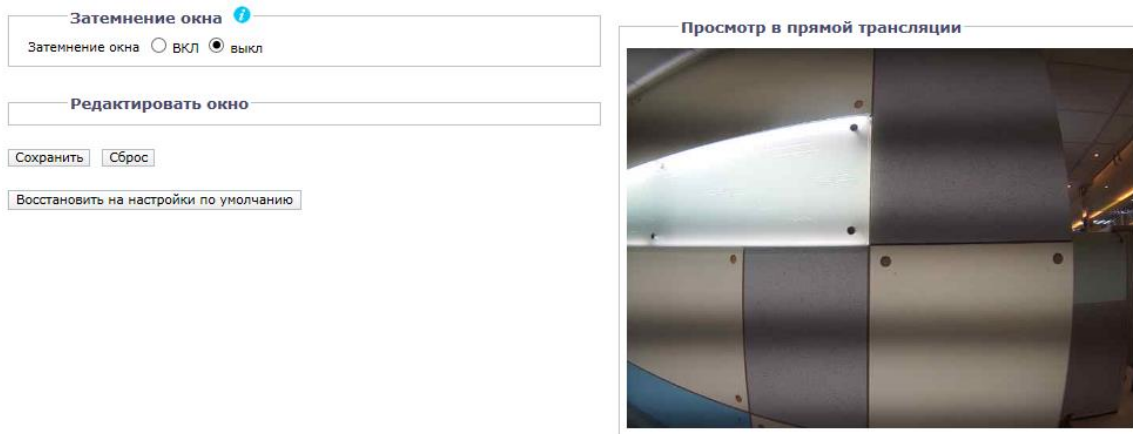 Затемнение окна
Затемнение окна ВКЛ выкл
Редактировать окно
Сохранить Сброс
Восстановить на настройки по умолчанию
Просмотр в прямой трансляции